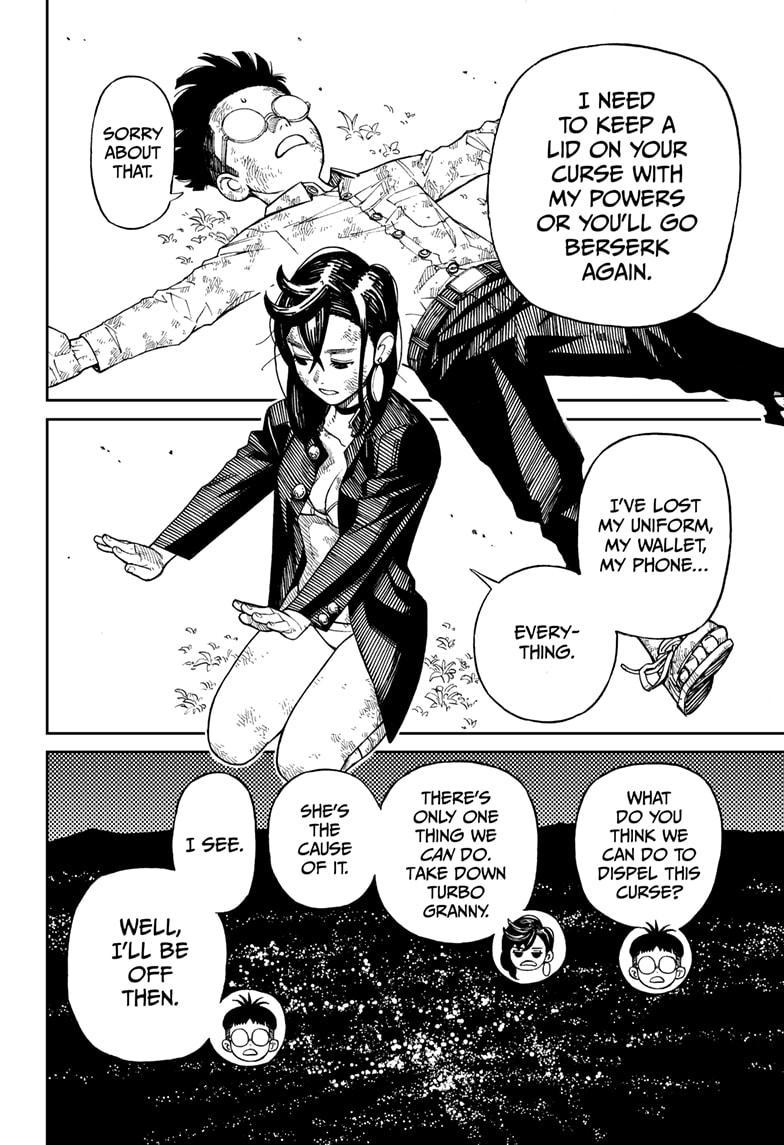 I NEED
TO KEEP A
LID ON YOUR
CURSE WITH
MY POWERS
OR YOU'LL GO
BERSERK
AGAIN.
SORRY
ABOUT
THAT.
I'VE LOST
MY UNIFORM,
MY WALLET,
MY PHONE...
EVERY-
THING.
WHAT
DO YOU
THINK WE
CAN DO TO
DISPEL THIS
CURSE?
THERE'S
ONLY ONE
THING WE
CAN DO.
TAKE DOWN
TURBO
GRANNY.
SHE'S
THE
CAUSE
OF IT.
I SEE.
WELL,
I'LL BE
OFF
THEN.